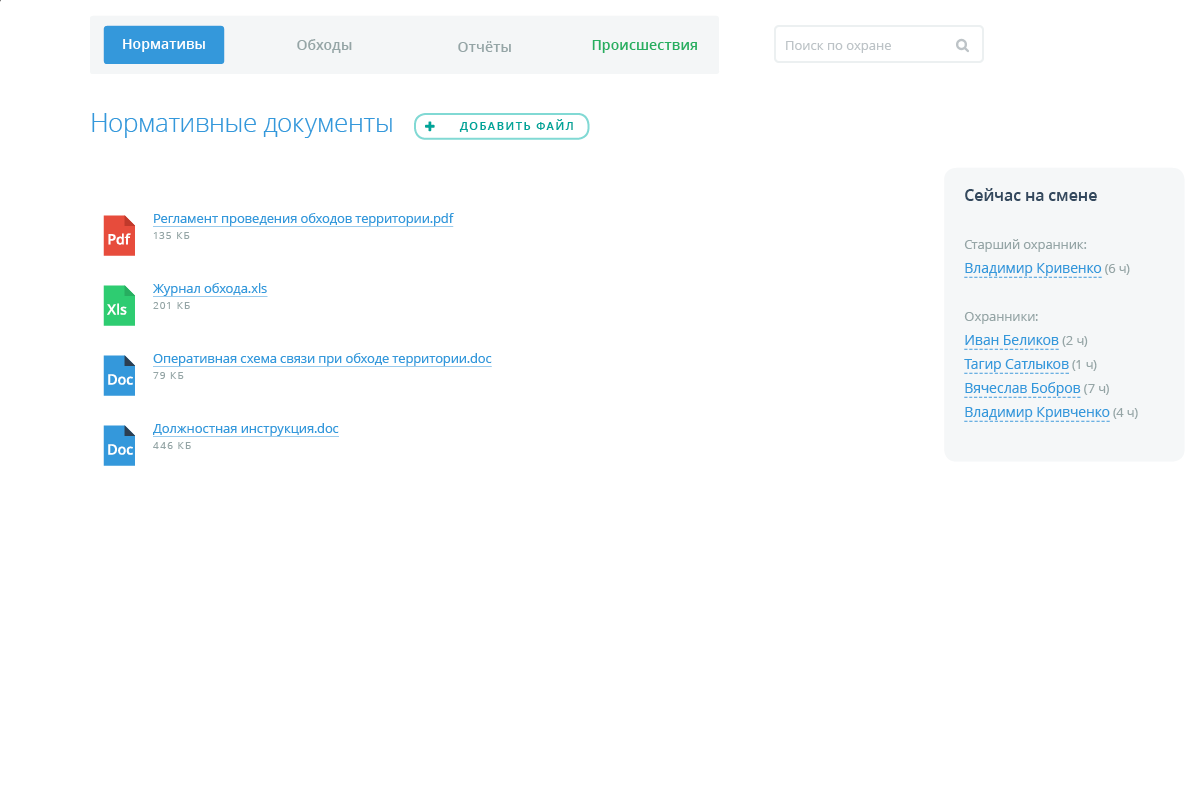 Нормативы Обходы Отчёты Происшествия Поиск по охране
Нормативные документы ДОБАВИТЬ ФАЙЛ
Pdf Регламент проведения обходов территории.pdf
135 КБ
Xls Журнал обхода.xls
201 КБ
Doc Оперативная схема связи при обходе территории.doc
79 КБ
Doc Должностная инструкция.doc
446 КБ
Сейчас на смене
Старший охранник:
Владимир Кривенко (6 ч)
Охранники:
Иван Беликов (2 ч)
Тагир Сатлыков (1 ч)
Вячеслав Бобров (7 ч)
Владимир Кривченко (4 ч)